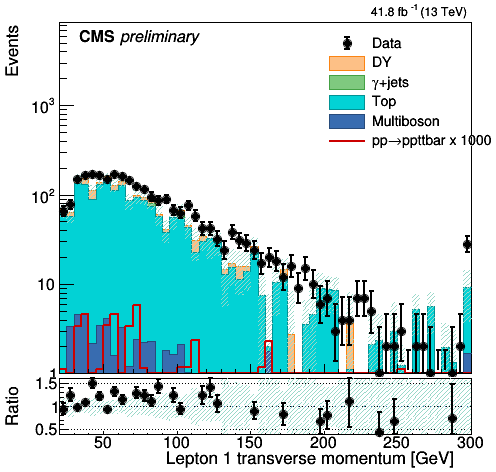 41.8 fb⁻¹ (13 TeV)
CMS preliminary
Events
Data
DY
γ+jets
Top
Multiboson
pp→ppttbar x 1000
10³
10²
10
1
Ratio
1.5
1
0.5
50 100 150 200 250 300
Lepton 1 transverse momentum [GeV]